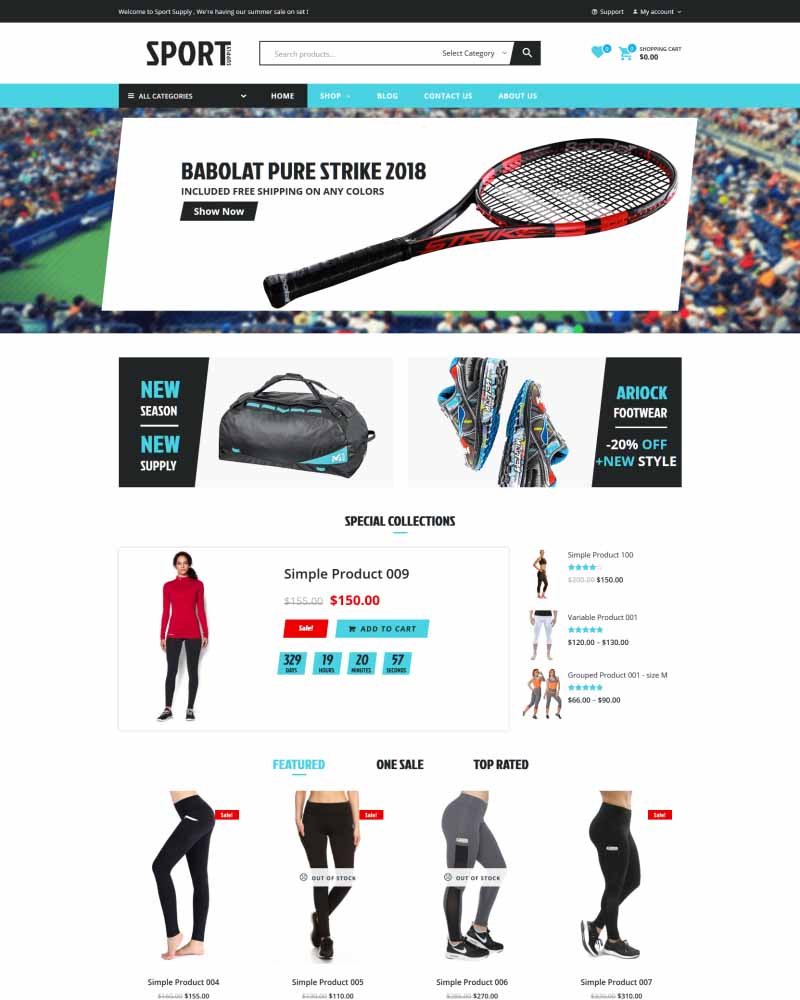 Welcome to Sport Supply , We're having our summer sale on set !
Support
My account
SPORT
SUPPLY
Search products...
Select Category
0
0
SHOPPING CART
$0.00
ALL CATEGORIES
HOME
SHOP
BLOG
CONTACT US
ABOUT US
BABOLAT PURE STRIKE 2018
INCLUDED FREE SHIPPING ON ANY COLORS
Show Now
Babolat
STRIKE
NEW
SEASON
NEW
SUPPLY
ARIOCK
FOOTWEAR
-20% OFF
+NEW STYLE
SPECIAL COLLECTIONS
Simple Product 009
$155.00 $150.00
Sale!
ADD TO CART
329
DAYS
19
HOURS
20
MINUTES
57
SECONDS
Simple Product 100
$200.00 $150.00
Variable Product 001
$120.00 – $130.00
Grouped Product 001 - size M
$66.00 – $90.00
FEATURED
ONE SALE
TOP RATED
Sale!
Sale!
Sale!
OUT OF STOCK
OUT OF STOCK
Simple Product 004
$160.00 $155.00
Simple Product 005
$110.00
Simple Product 006
$270.00
Simple Product 007
$310.00